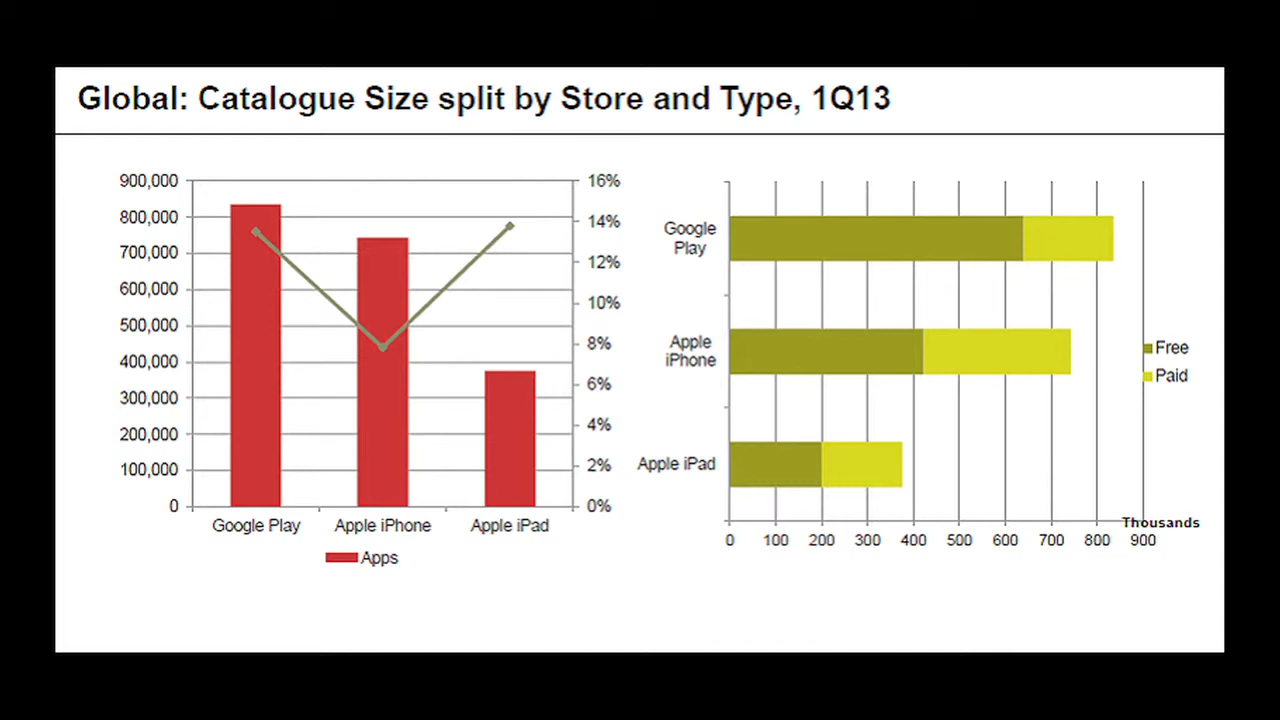 Global: Catalogue Size split by Store and Type, 1Q13
900,000
800,000
700,000
600,000
500,000
400,000
300,000
200,000
100,000
0
16%
14%
12%
10%
8%
6%
4%
2%
0%
Google Play
Apple iPhone
Apple iPad
Apps
Google
Play
Apple
iPhone
Apple iPad
Free
Paid
Thousands
0 100 200 300 400 500 600 700 800 900